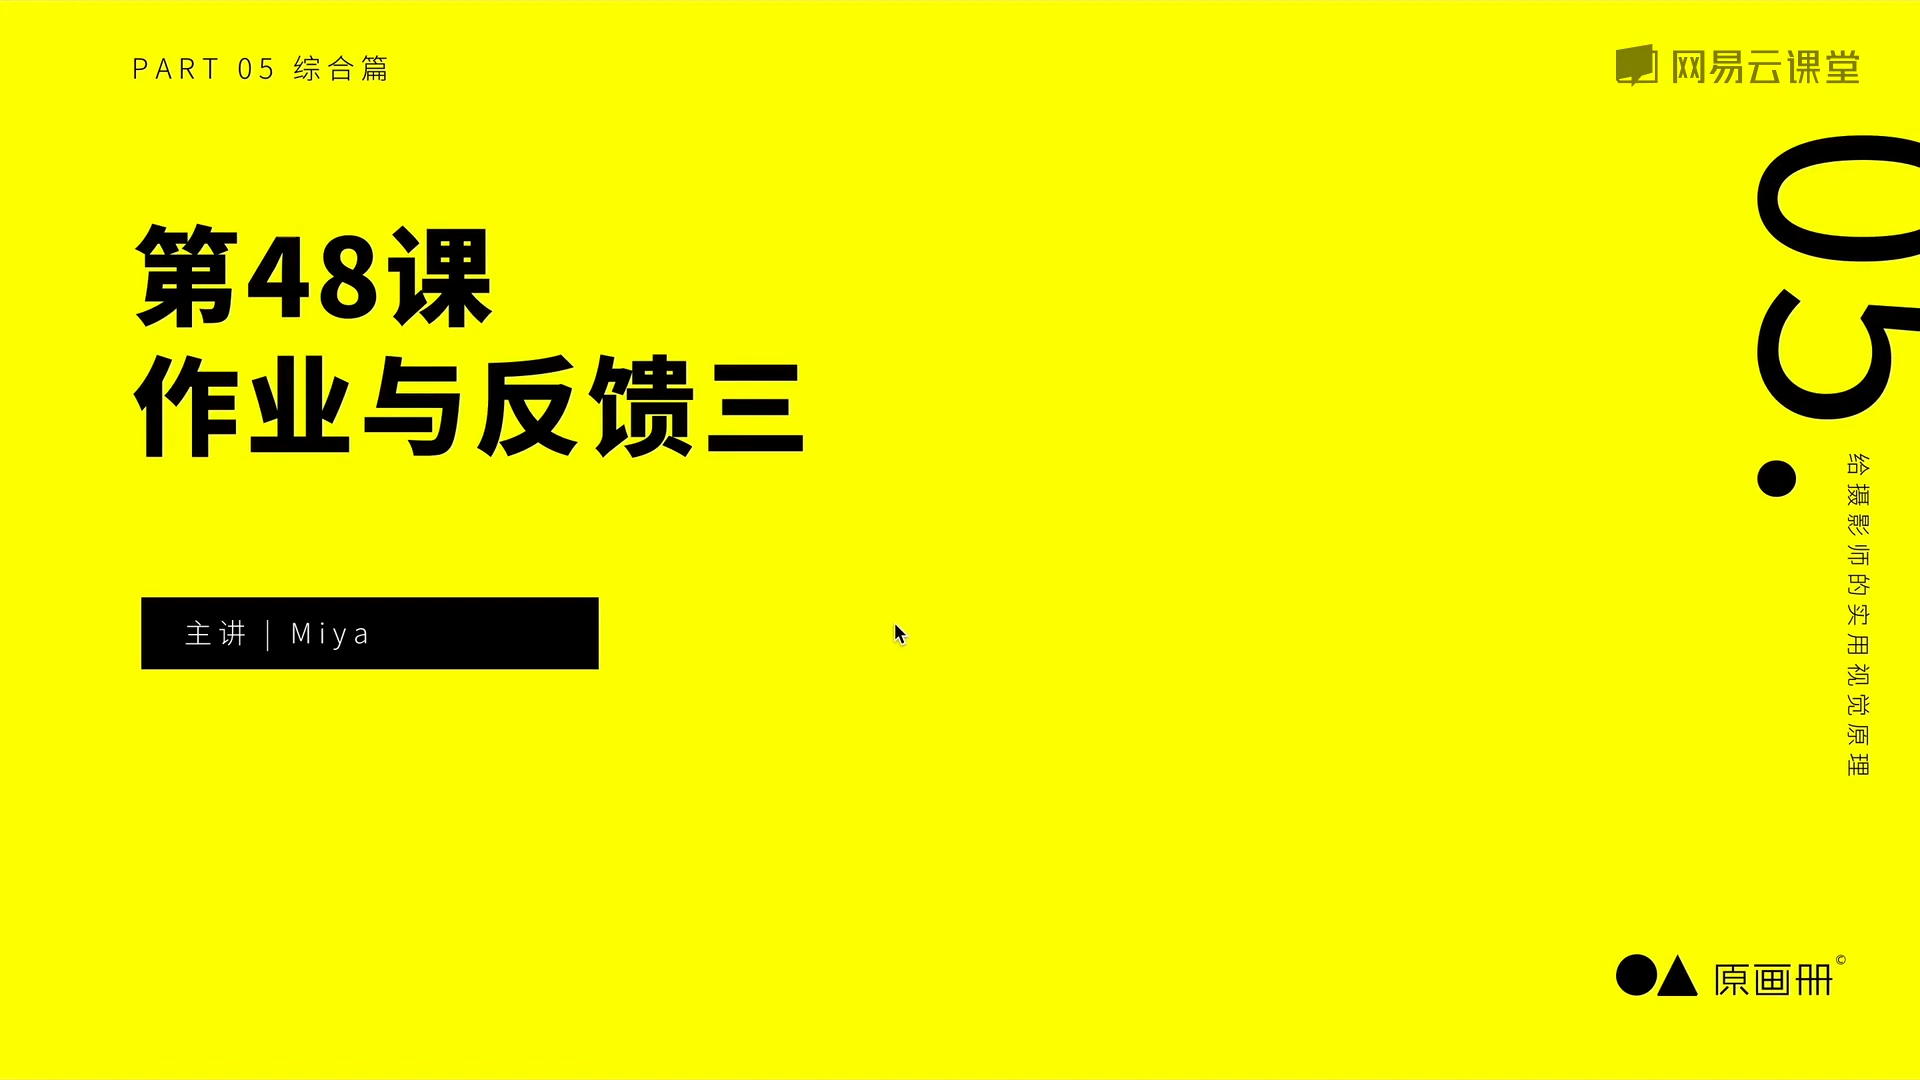 PART 05 综合篇
网易云课堂
第48课
作业与反馈三
主讲 | Miya
05.
给摄影师的实用视觉原理
原画册©